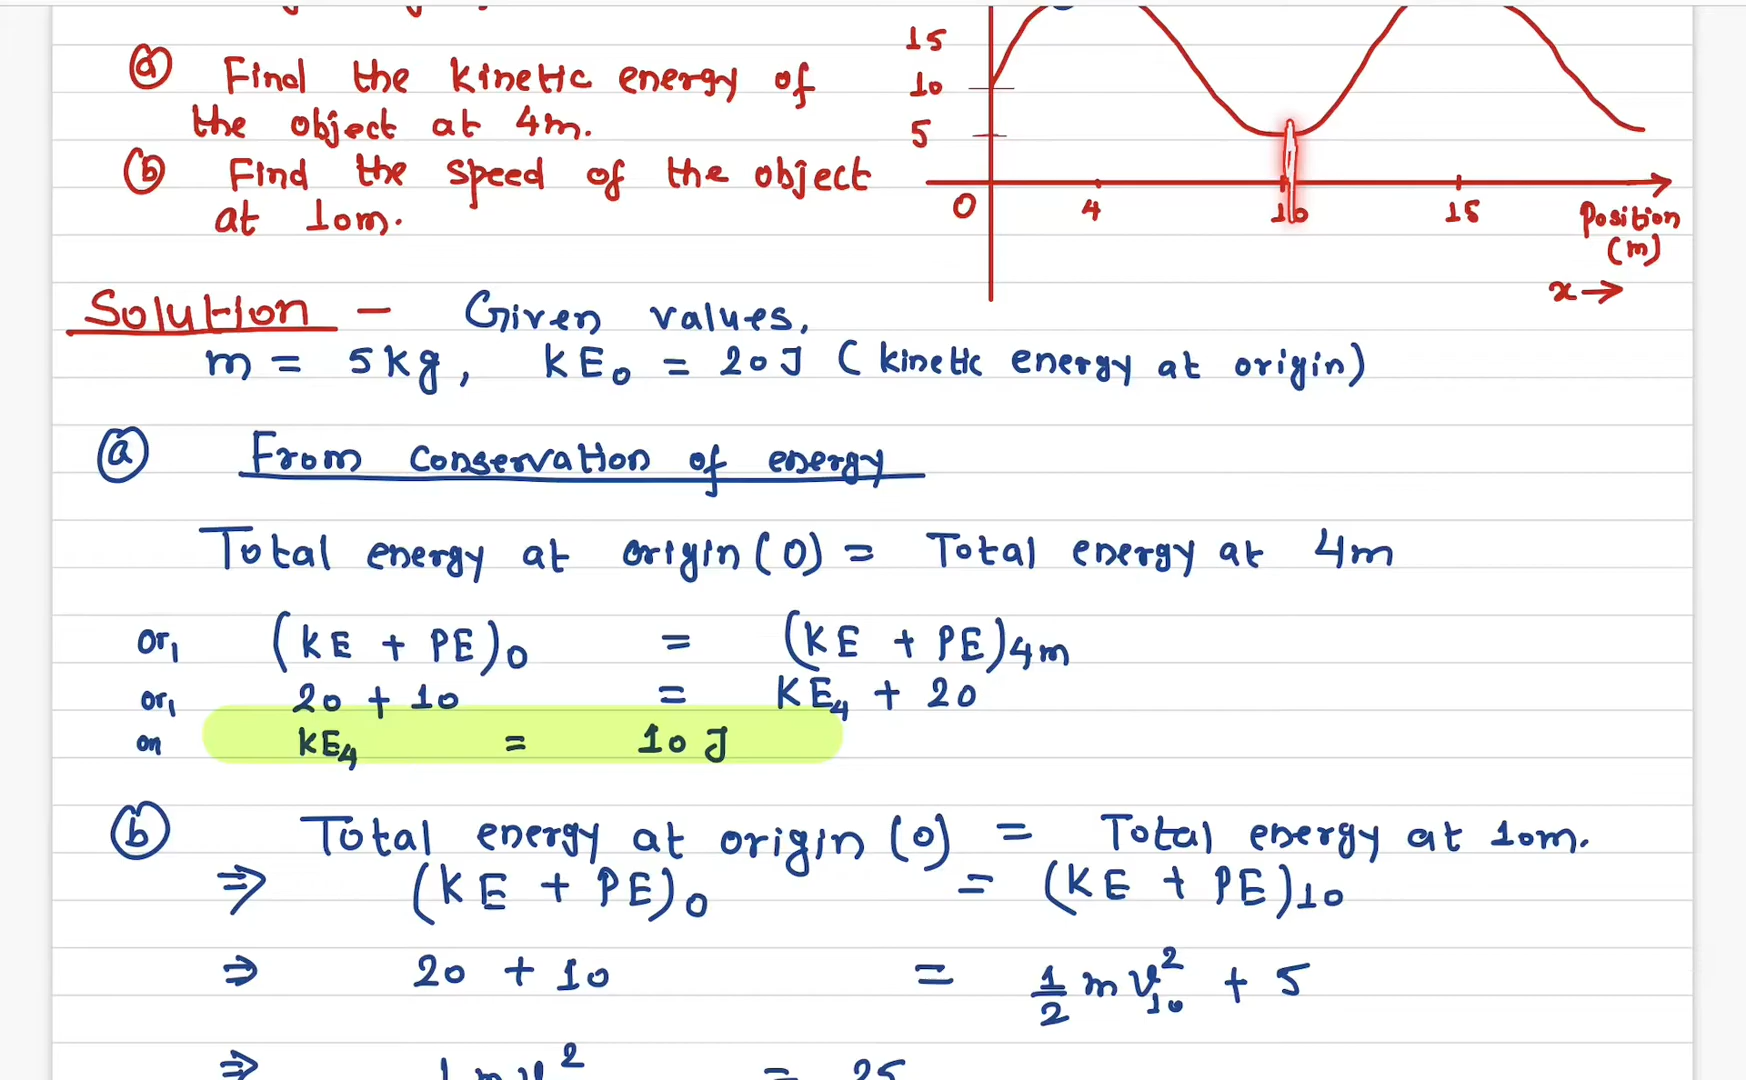 ⓐ Find the kinetic energy of
the object at 4m.
ⓑ Find the speed of the object
at 10m.
15
10
5
0
4
10
15
Position
(m)
x →
Solution - Given values,
m = 5kg, KE₀ = 20J (kinetic energy at origin)
ⓐ From conservation of energy
Total energy at origin(0) = Total energy at 4m
or, (KE + PE)₀ = (KE + PE)₄ₘ
or, 20 + 10 = KE₄ + 20
or KE₄ = 10 J
ⓑ Total energy at origin (0) = Total energy at 10m.
⇒ (KE + PE)₀ = (KE + PE)₁₀
⇒ 20 + 10 = 1/2 m v₁₀² + 5
⇒ = 25